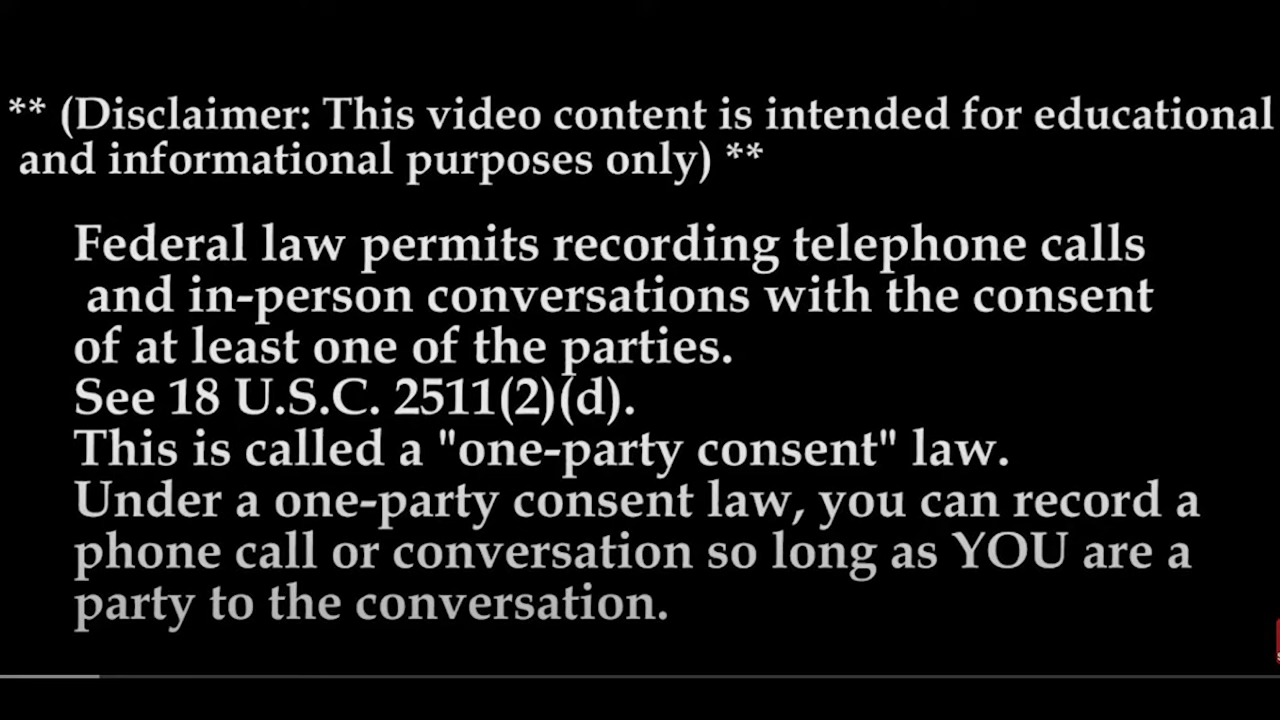 ** (Disclaimer: This video content is intended for educational
and informational purposes only) **
Federal law permits recording telephone calls
and in-person conversations with the consent
of at least one of the parties.
See 18 U.S.C. 2511(2)(d).
This is called a "one-party consent" law.
Under a one-party consent law, you can record a
phone call or conversation so long as YOU are a
party to the conversation.